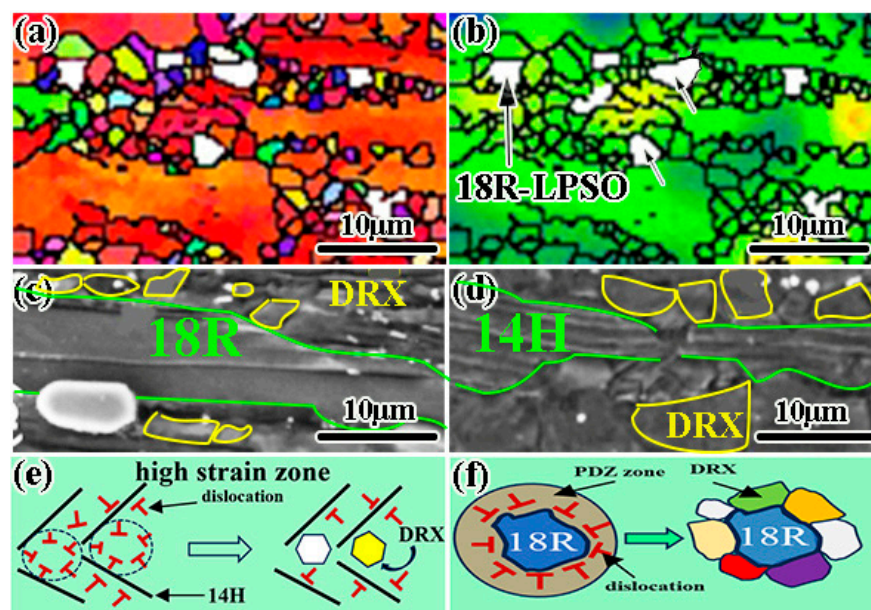 (a)
(b)
18R-LPSO
10μm
10μm
(c)
DRX
18R
10μm
(d)
14H
DRX
10μm
(e)
high strain zone
dislocation
DRX
14H
(f)
PDZ zone
DRX
18R
18R
dislocation